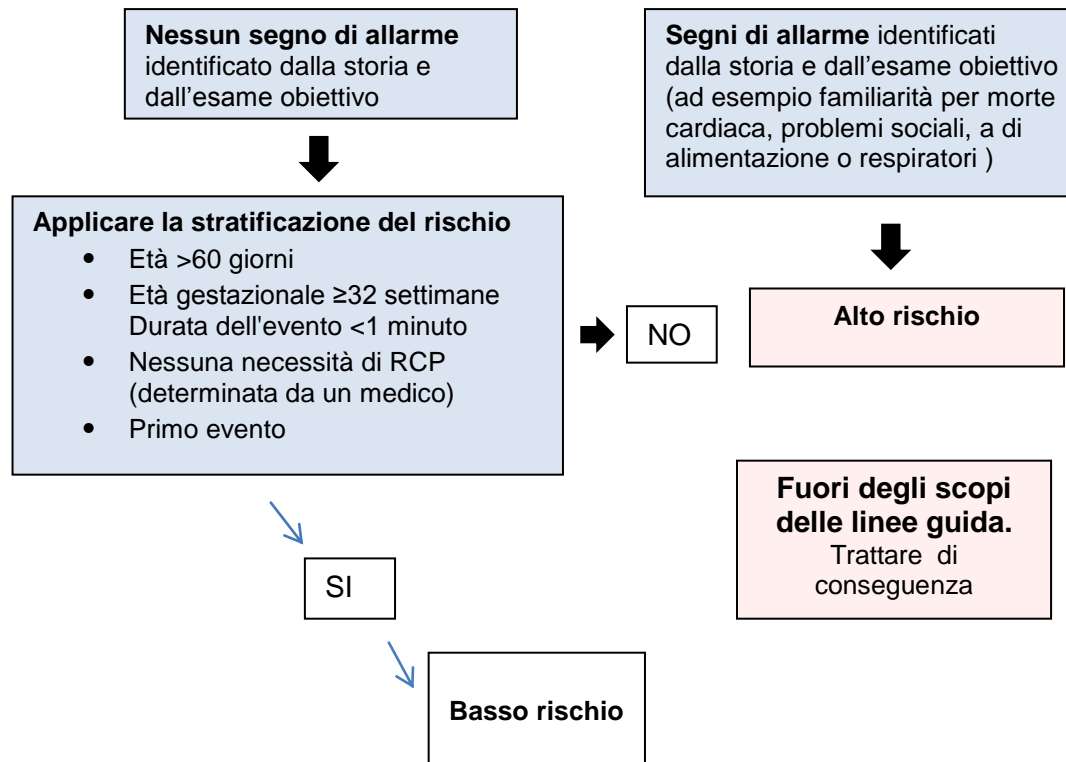 Nessun segno di allarme
identificato dalla storia e
dall'esame obiettivo
Segni di allarme identificati
dalla storia e dall'esame obiettivo
(ad esempio familiarità per morte
cardiaca, problemi sociali, a di
alimentazione o respiratori )
Applicare la stratificazione del rischio
• Età >60 giorni
• Età gestazionale ≥32 settimane
Durata dell'evento <1 minuto
• Nessuna necessità di RCP
(determinata da un medico)
• Primo evento
NO
Alto rischio
Fuori degli scopi
delle linee guida.
Trattare di
conseguenza
SI
Basso rischio